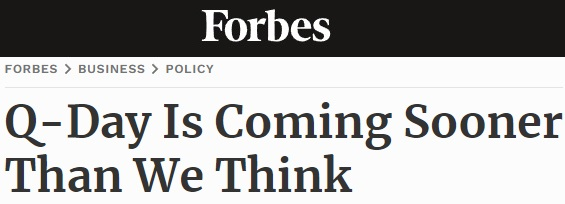 Forbes
FORBES > BUSINESS > POLICY
Q-Day Is Coming Sooner
Than We Think